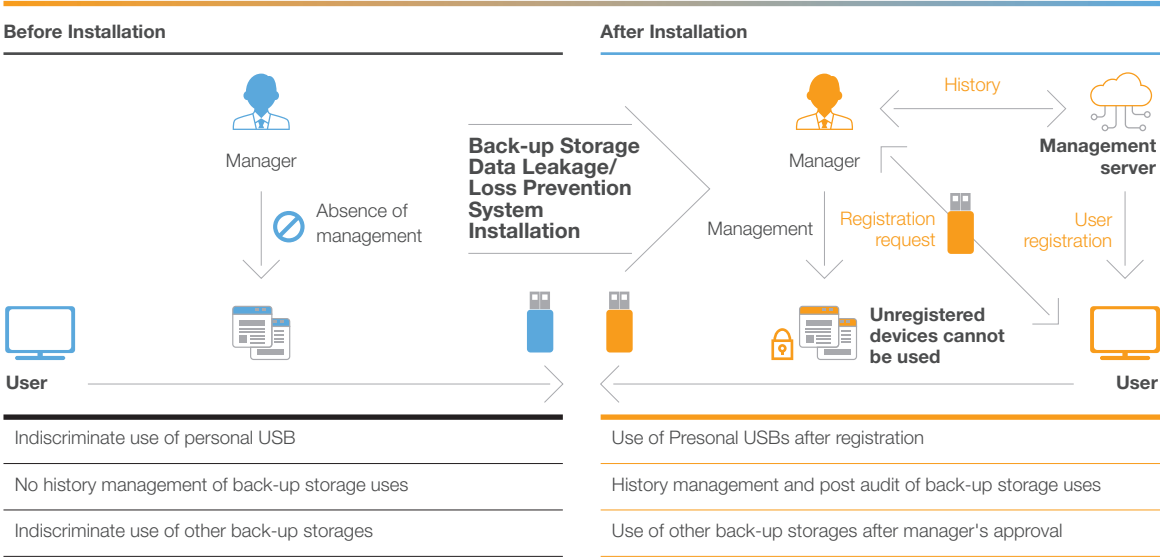 Before Installation
Manager
Absence of
management
User
Back-up Storage
Data Leakage/
Loss Prevention
System
Installation
After Installation
History
Manager
Management
server
Management
Registration
request
User
registration
Unregistered
devices cannot
be used
User
Indiscriminate use of personal USB
No history management of back-up storage uses
Indiscriminate use of other back-up storages
Use of Presonal USBs after registration
History management and post audit of back-up storage uses
Use of other back-up storages after manager's approval